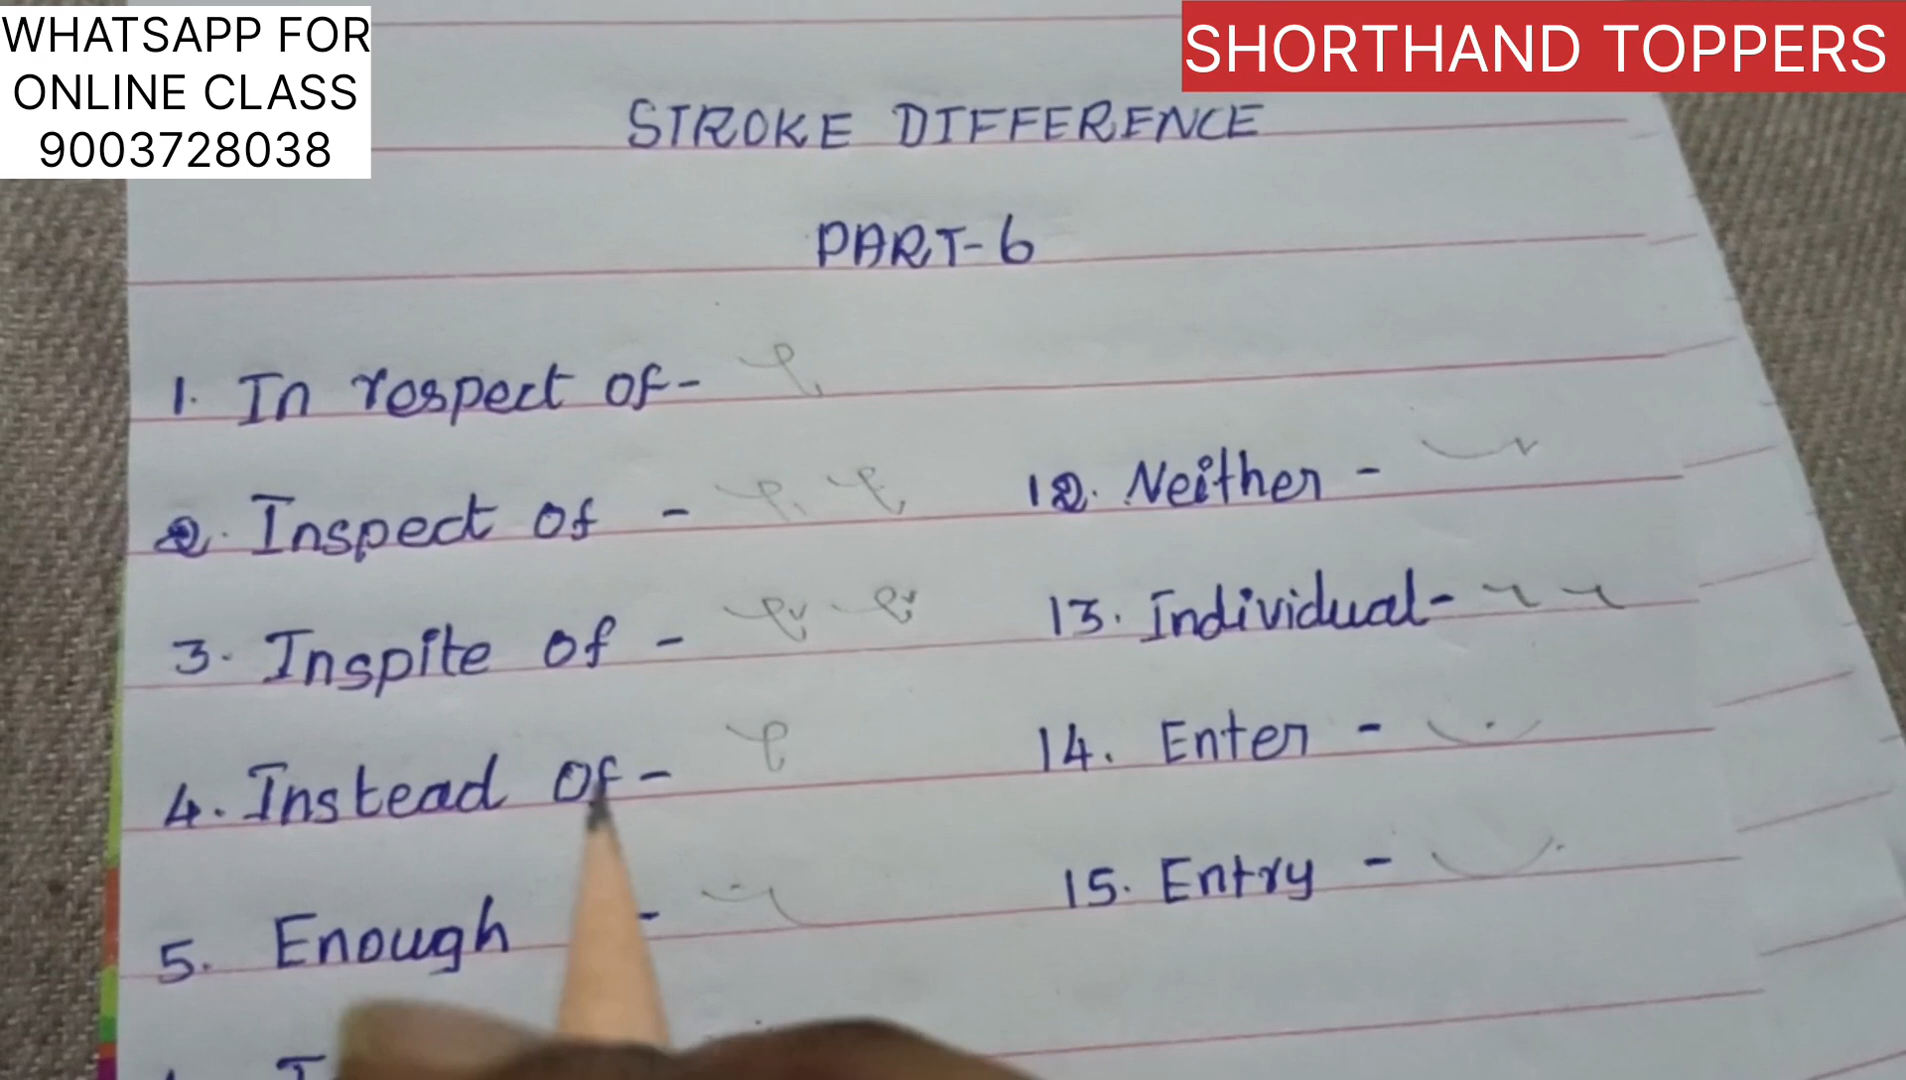 WHATSAPP FOR
ONLINE CLASS
9003728038
SHORTHAND TOPPERS
STROKE DIFFERENCE
PART-6
1. In respect of -
2. Inspect of -
3. Inspite of -
4. Instead of -
5. Enough -
12. Neither -
13. Individual -
14. Enter -
15. Entry -